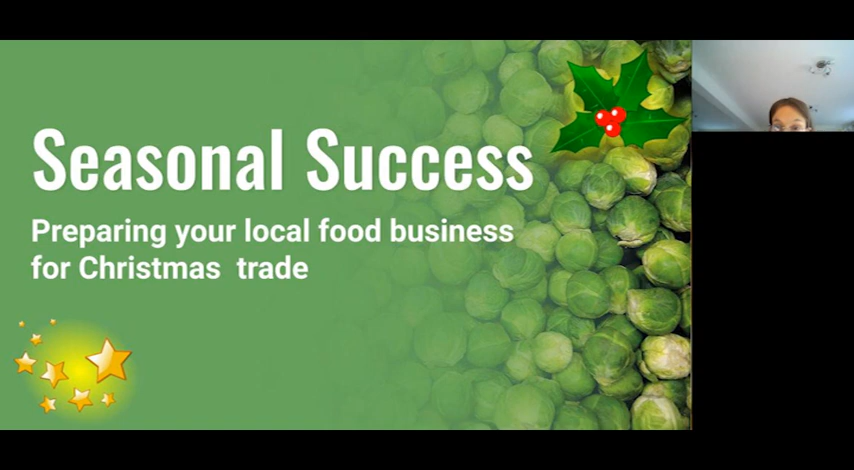 Seasonal Success
Preparing your local food business
for Christmas  trade